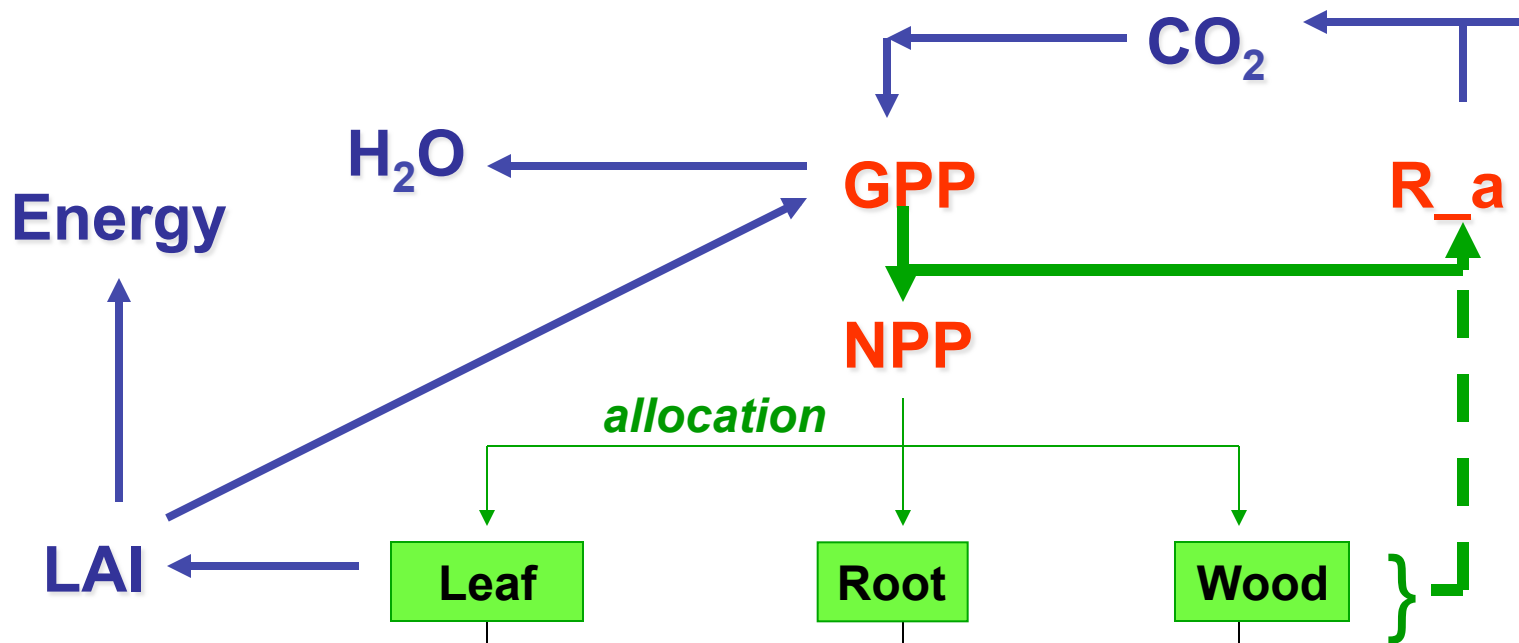 CO₂
H₂O
GPP
R_a
Energy
NPP
allocation
LAI
Leaf
Root
Wood
}